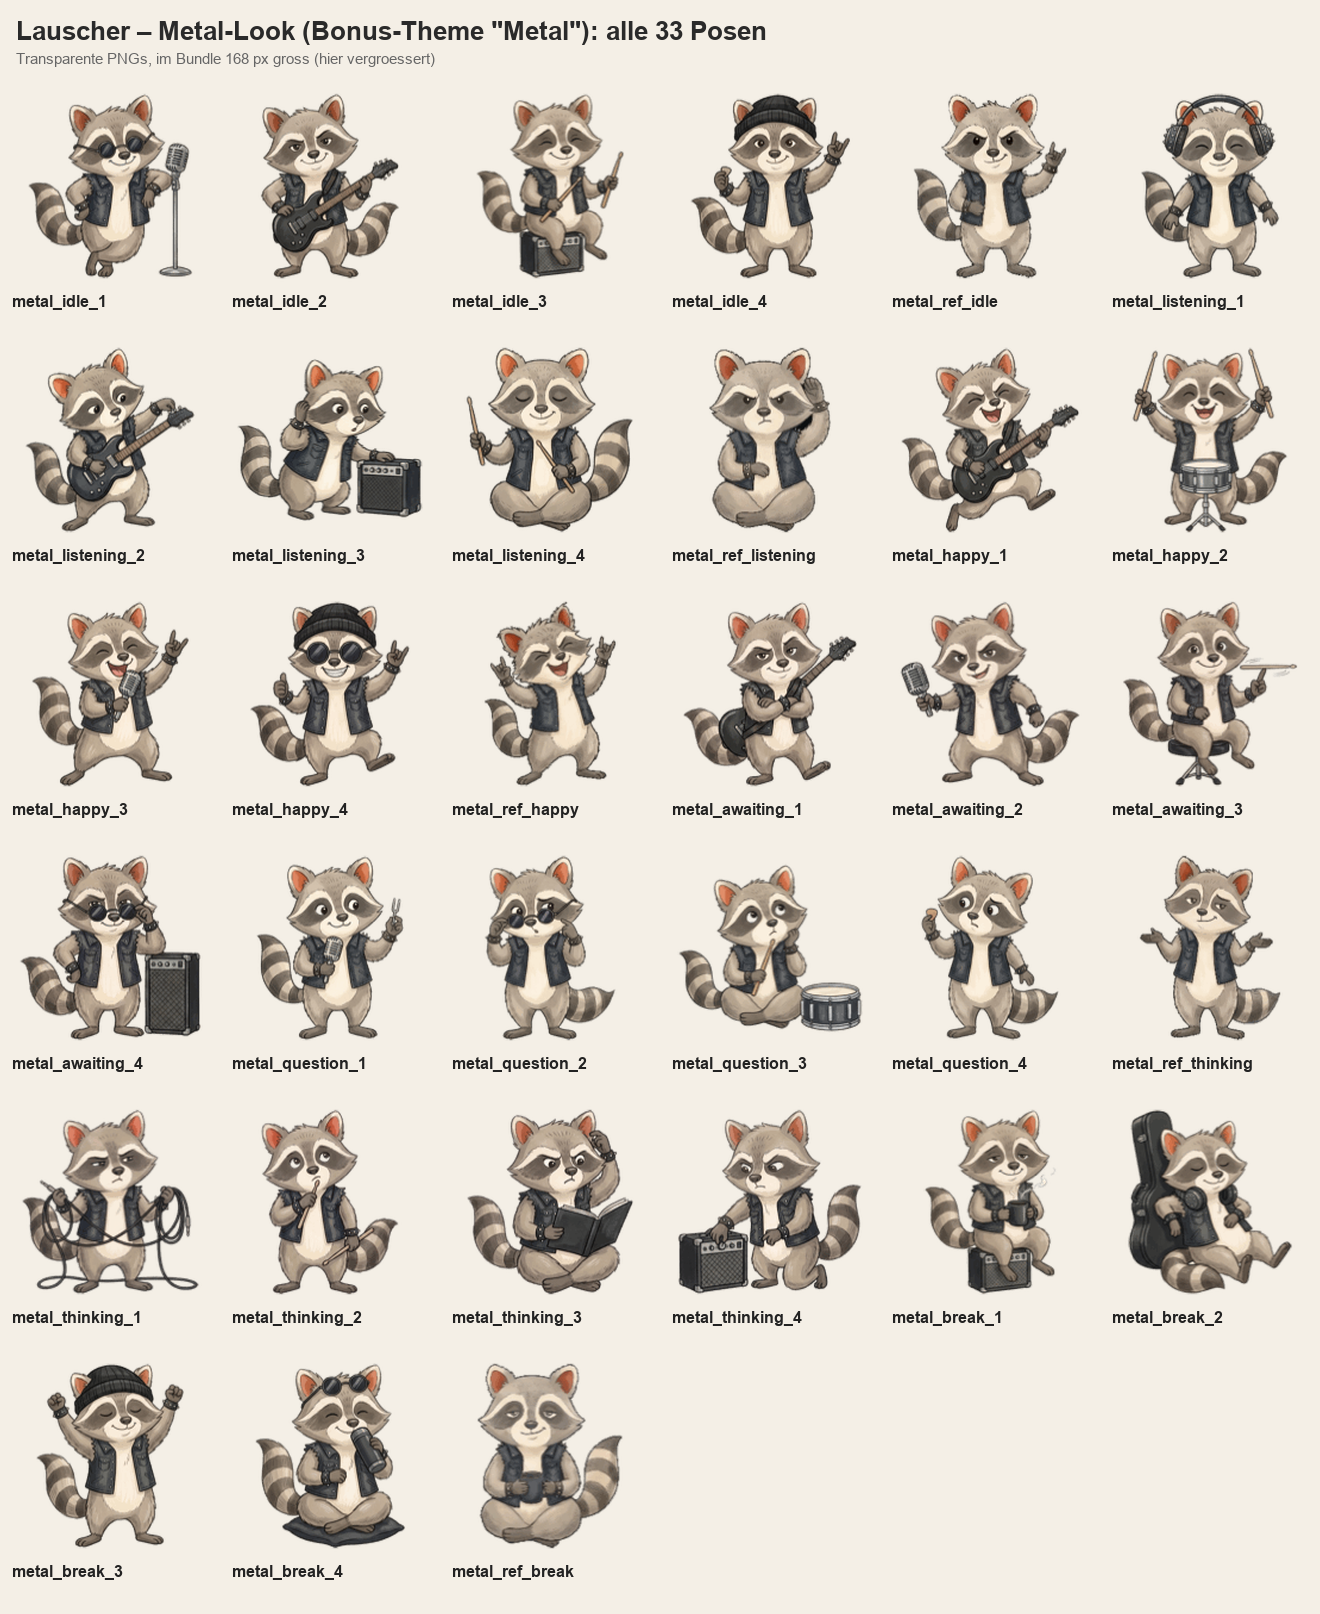 Lauscher – Metal-Look (Bonus-Theme "Metal"): alle 33 Posen
Transparente PNGs, im Bundle 168 px gross (hier vergroessert)
metal_idle_1
metal_idle_2
metal_idle_3
metal_idle_4
metal_ref_idle
metal_listening_1
metal_listening_2
metal_listening_3
metal_listening_4
metal_ref_listening
metal_happy_1
metal_happy_2
metal_happy_3
metal_happy_4
metal_ref_happy
metal_awaiting_1
metal_awaiting_2
metal_awaiting_3
metal_awaiting_4
metal_question_1
metal_question_2
metal_question_3
metal_question_4
metal_ref_thinking
metal_thinking_1
metal_thinking_2
metal_thinking_3
metal_thinking_4
metal_break_1
metal_break_2
metal_break_3
metal_break_4
metal_ref_break